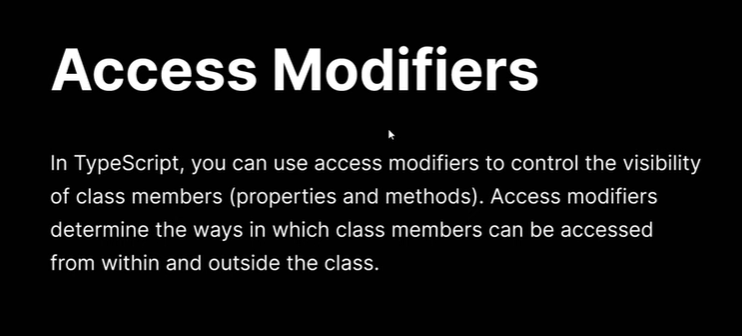 Access Modifiers
In TypeScript, you can use access modifiers to control the visibility
of class members (properties and methods). Access modifiers
determine the ways in which class members can be accessed
from within and outside the class.